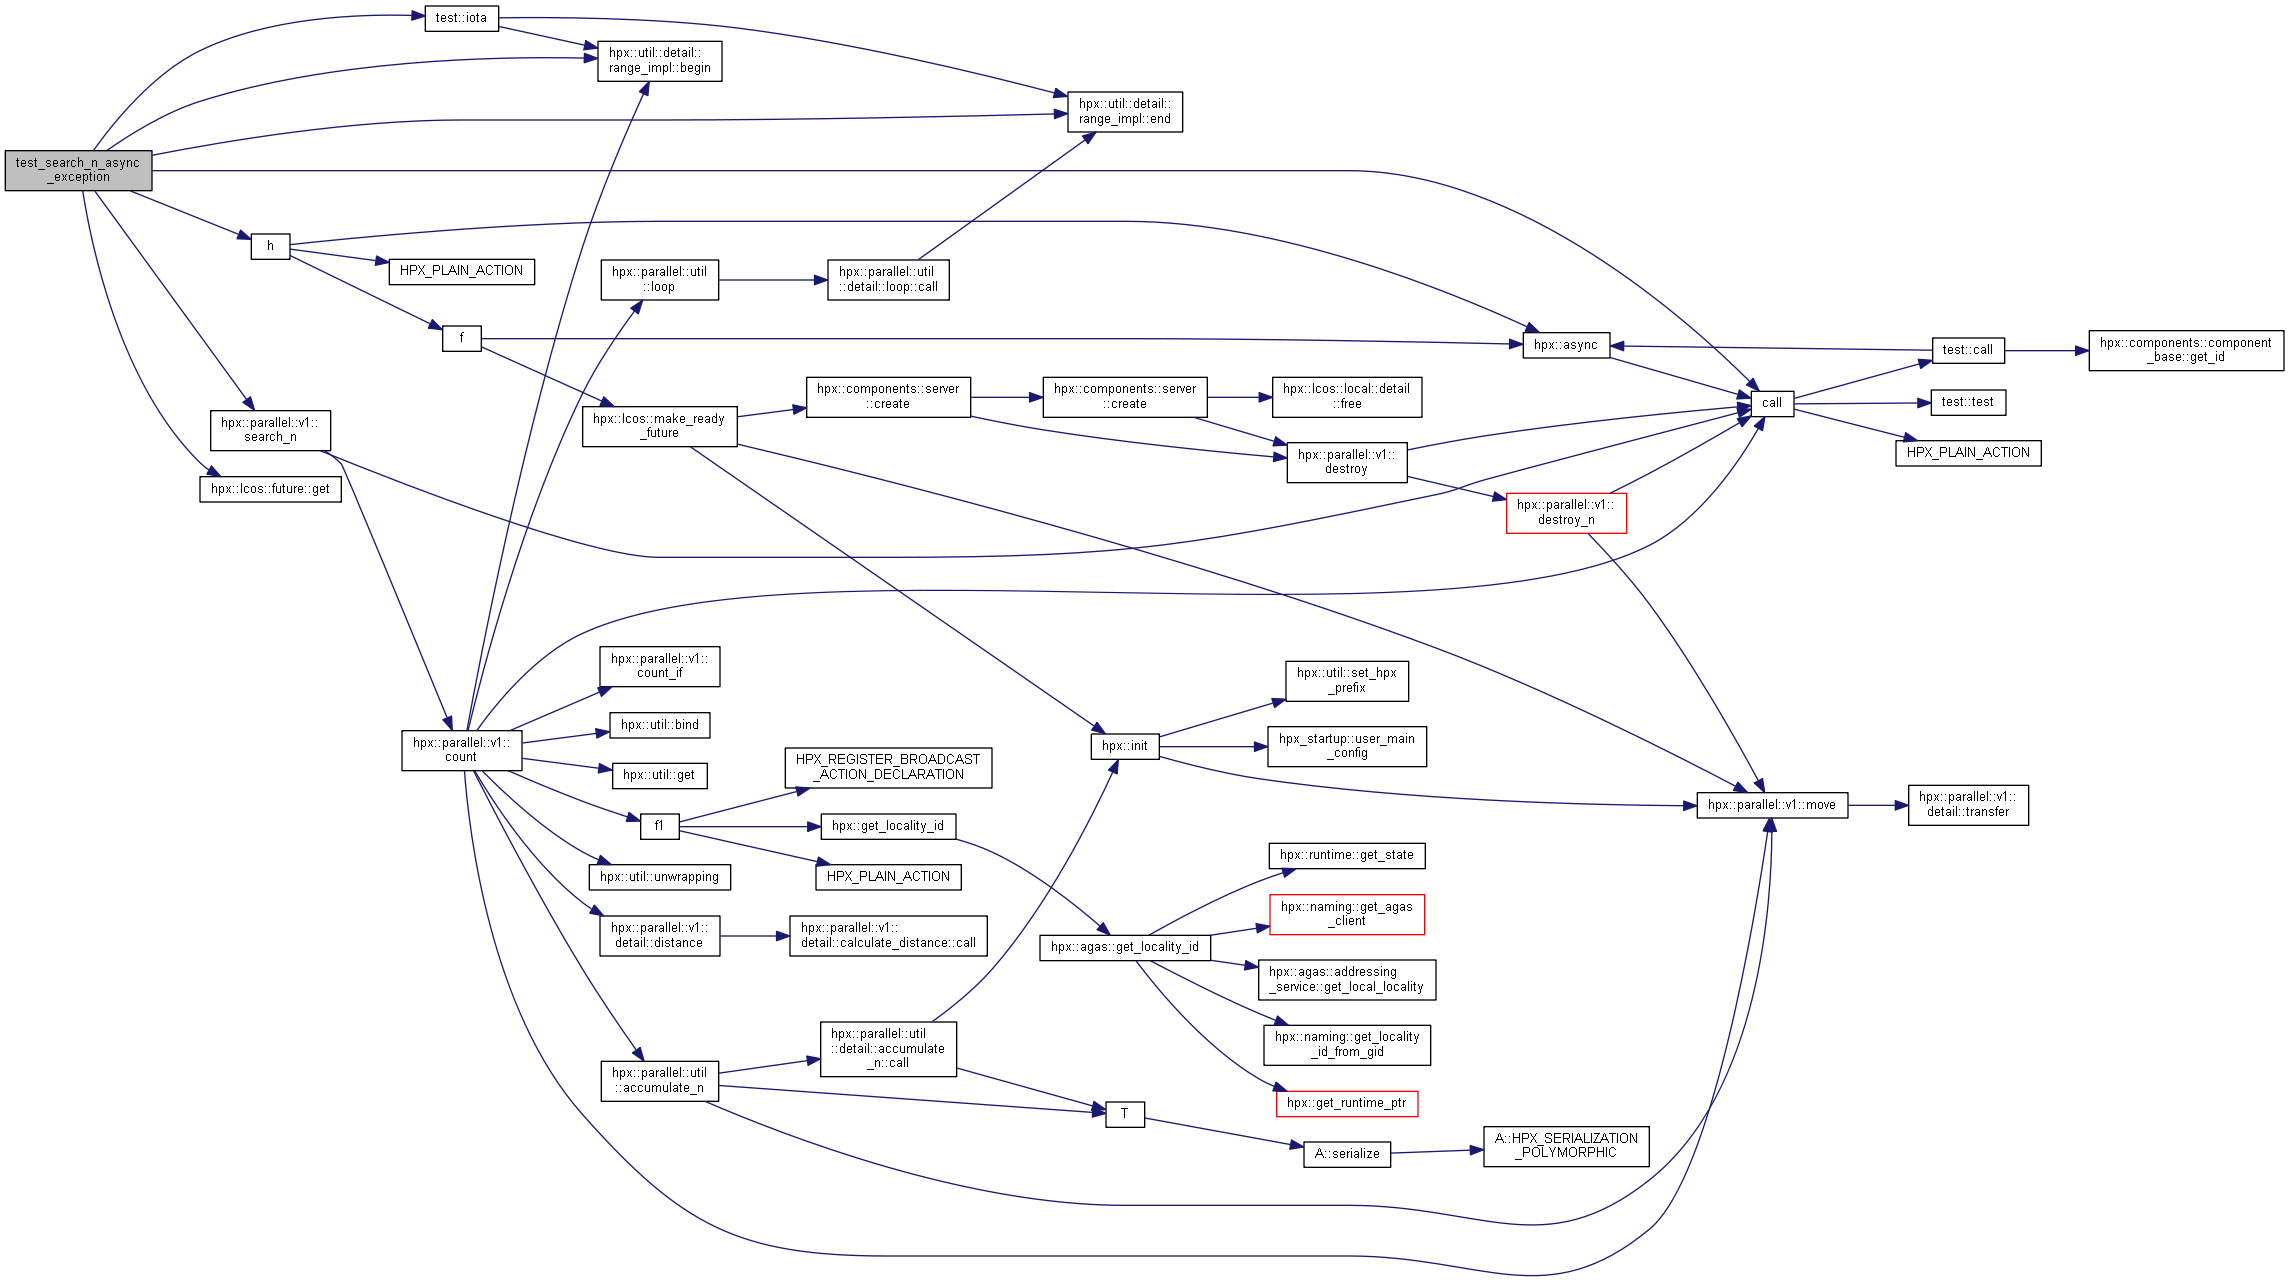 test::iota
hpx::util::detail::
range_impl::begin
hpx::util::detail::
range_impl::end
test_search_n_async
_exception
h
HPX_PLAIN_ACTION
hpx::parallel::util
::loop
hpx::parallel::util
::detail::loop::call
f
hpx::async
test::call
hpx::components::component
_base::get_id
hpx::components::server
::create
hpx::components::server
::create
hpx::lcos::local::detail
::free
call
test::test
hpx::parallel::v1::
search_n
hpx::lcos::make_ready
_future
hpx::parallel::v1::
destroy
HPX_PLAIN_ACTION
hpx::lcos::future::get
hpx::parallel::v1::
destroy_n
hpx::parallel::v1::
count_if
hpx::util::set_hpx
_prefix
hpx::util::bind
hpx::parallel::v1::
count
hpx::init
hpx_startup::user_main
_config
hpx::util::get
HPX_REGISTER_BROADCAST
_ACTION_DECLARATION
hpx::parallel::v1::move
hpx::parallel::v1::
detail::transfer
f1
hpx::get_locality_id
hpx::util::unwrapping
HPX_PLAIN_ACTION
hpx::runtime::get_state
hpx::naming::get_agas
_client
hpx::parallel::v1::
detail::distance
hpx::parallel::v1::
detail::calculate_distance::call
hpx::agas::get_locality_id
hpx::agas::addressing
_service::get_local_locality
hpx::naming::get_locality
_id_from_gid
hpx::parallel::util
::detail::accumulate
_n::call
hpx::parallel::util
::accumulate_n
hpx::get_runtime_ptr
T
A::serialize
A::HPX_SERIALIZATION
_POLYMORPHIC